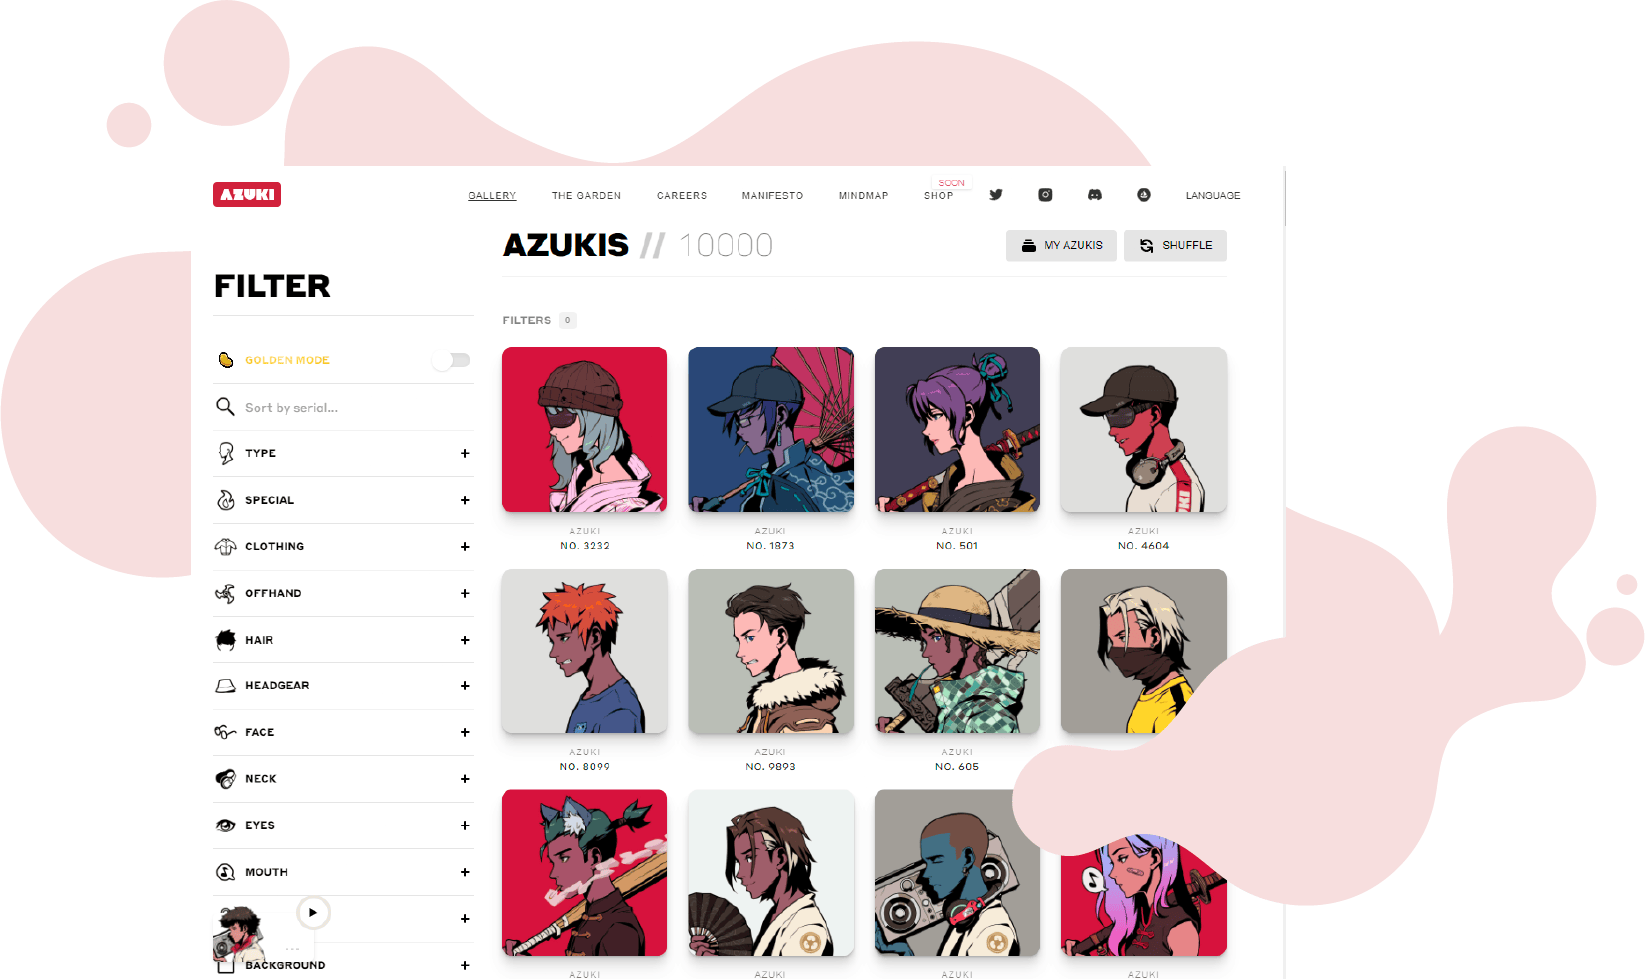 SOON
AZUKI
GALLERY THE GARDEN CAREERS MANIFESTO MINDMAP SHOP LANGUAGE
AZUKIS // 10000
MY AZUKIS SHUFFLE
FILTER
FILTERS 0
GOLDEN MODE
Sort by serial...
TYPE +
SPECIAL +
CLOTHING +
OFFHAND +
HAIR +
HEADGEAR +
FACE +
NECK +
EYES +
MOUTH +
+
...
BACKGROUND +
AZUKI AZUKI AZUKI AZUKI
NO. 3232 NO. 1873 NO. 501 NO. 4604
AZUKI AZUKI AZUKI
NO. 8099 NO. 9893 NO. 605
AZUKI AZUKI AZUKI AZUKI